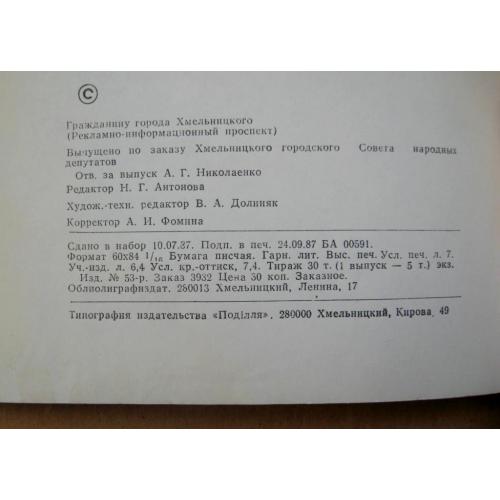 ©
Гражданину города Хмельницкого
(Рекламно-информационный проспект)
Выпущено по заказу Хмельницкого городского Совета народных
депутатов
Отв. за выпуск А. Г. Николаенко
Редактор Н. Г. Антонова
Худож.-техн. редактор В. А. Долиняк
Корректор А. И. Фомина
Сдано в набор 10.07.87. Подп. в печ. 24.09.87 БА 00591.
Формат 60х84 1/16 Бумага писчая. Гарн. лит. Выс. печ. Усл. печ. л. 7.
Уч.-изд. л. 6,4 Усл. кр.-оттиск, 7,4. Тираж 30 т. (1 выпуск — 5 т.) экз.
Изд. № 53-р. Заказ 3932 Цена 30 коп. Заказное.
Облполиграфиздат. 280013 Хмельницкий, Ленина, 17
Типография издательства «Поділля». 280000 Хмельницкий, Кирова, 49